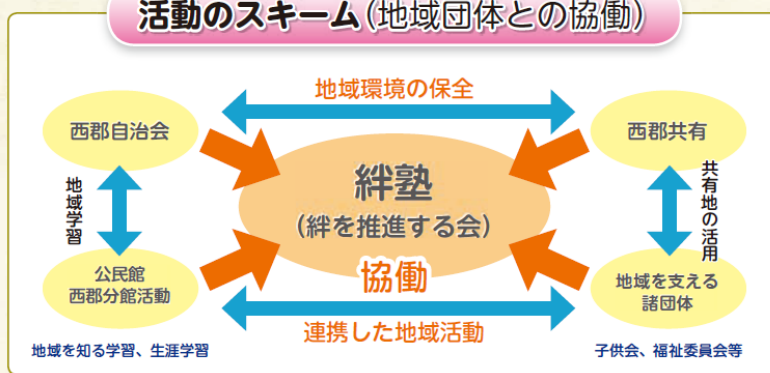 活動のスキーム(地域団体との協働)
地域環境の保全
西郡自治会
西郡共有
絆塾
(絆を推進する会)
地域学習
共有地の活用
公民館
西郡分館活動
協働
地域を支える
諸団体
連携した地域活動
地域を知る学習、生涯学習
子供会、福祉委員会等